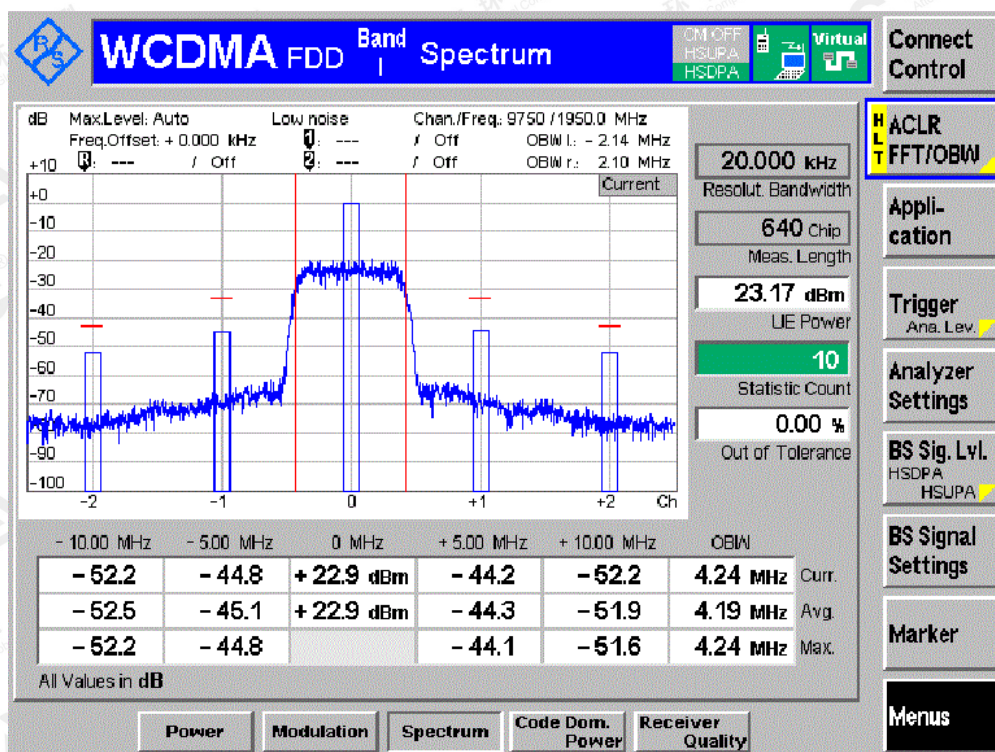 R S
WCDMA FDD Band I Spectrum
CM OFF
HSUPA
HSDPA
Virtual
Connect Control
dB Max.Level: Auto Low noise Chan./Freq.: 9750 / 1950.0 MHz
Freq.Offset: + 0.000 kHz 1: --- / Off OBW l.: - 2.14 MHz
R: --- / Off 2: --- / Off OBW r.: 2.10 MHz
Current
+10
+0
-10
-20
-30
-40
-50
-60
-70
-80
-90
-100
-2 -1 0 +1 +2 Ch
20.000 kHz
Resolut. Bandwidth
640 Chip
Meas. Length
23.17 dBm
UE Power
10
Statistic Count
0.00 %
Out of Tolerance
- 10.00 MHz - 5.00 MHz 0 MHz + 5.00 MHz + 10.00 MHz OBW
- 52.2 - 44.8 + 22.9 dBm - 44.2 - 52.2 4.24 MHz Curr.
- 52.5 - 45.1 + 22.9 dBm - 44.3 - 51.9 4.19 MHz Avg.
- 52.2 - 44.8 - 44.1 - 51.6 4.24 MHz Max.
All Values in dB
HLT
ACLR
FFT/OBW
Appli-
cation
Trigger
Ana. Lev.
Analyzer
Settings
BS Sig. Lvl.
HSDPA
HSUPA
BS Signal
Settings
Marker
Menus
Power
Modulation
Spectrum
Code Dom.
Power
Receiver
Quality